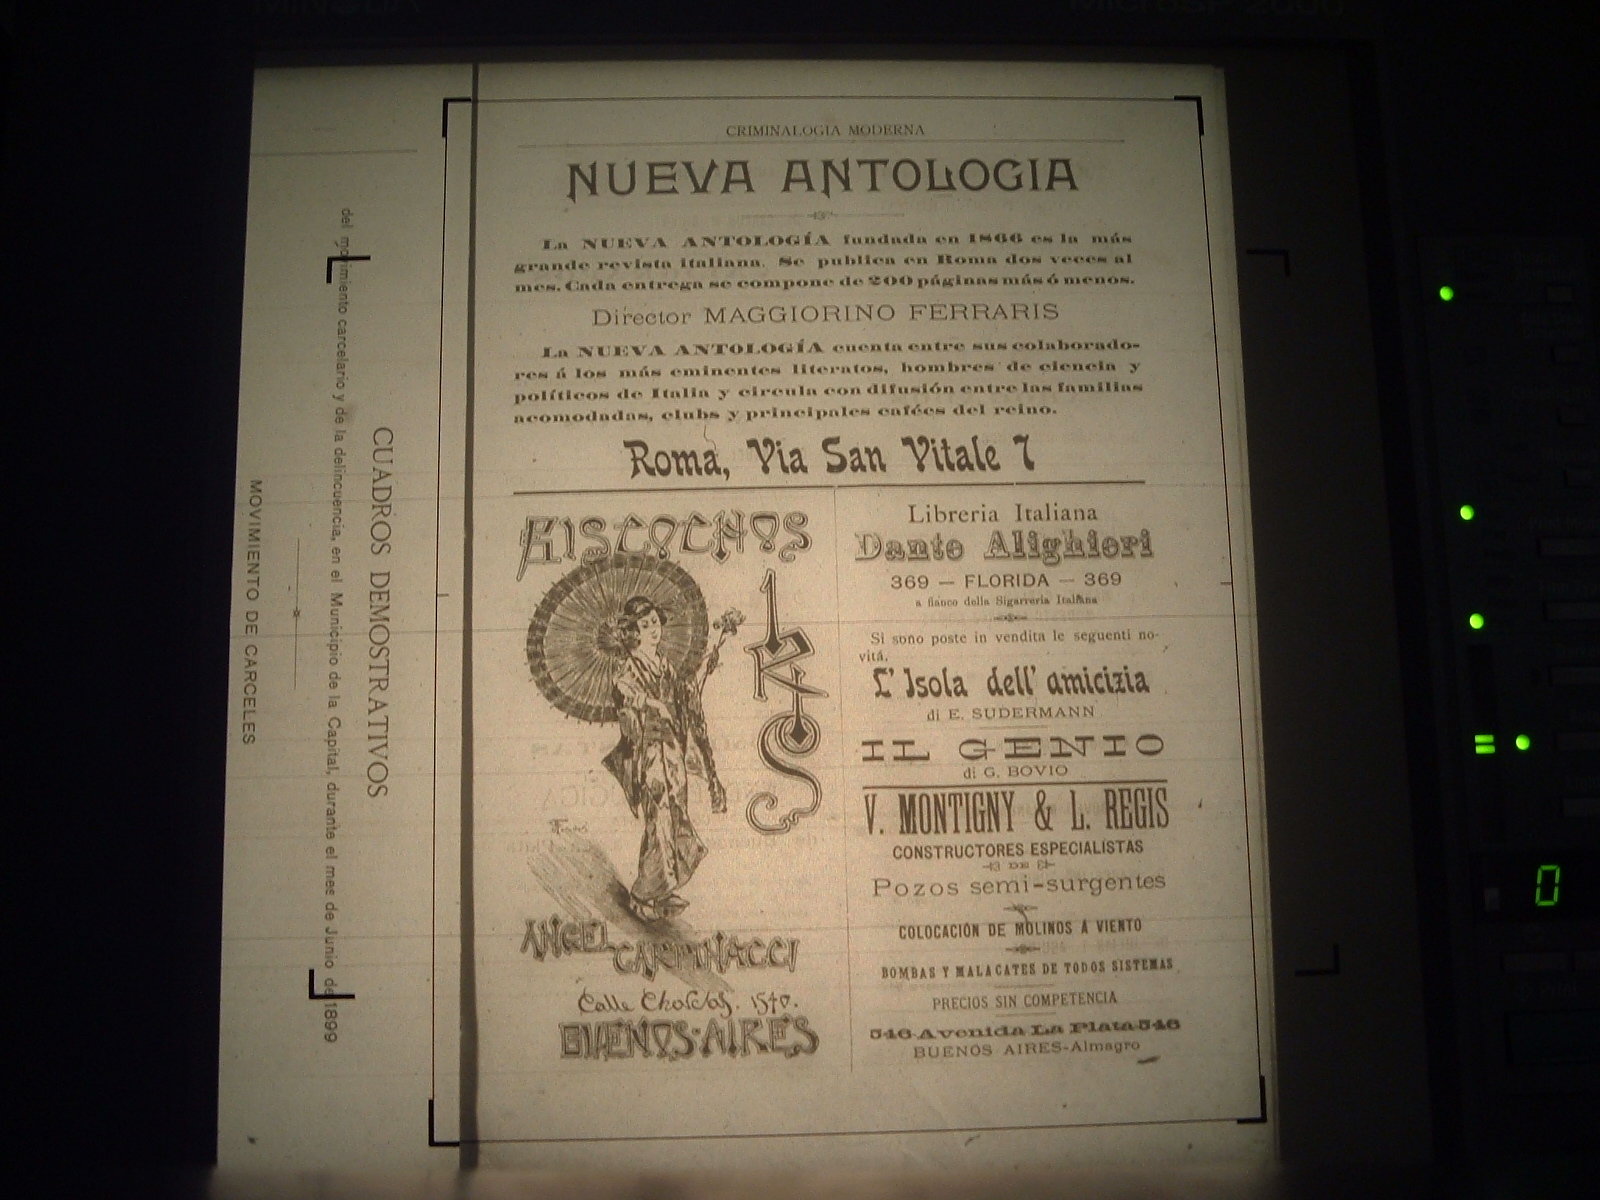 CRIMINALOGIA MODERNA
NUEVA ANTOLOGIA
La NUEVA ANTOLOGÍA fundada en 1866 es la más
grande revista italiana. Se publica en Roma dos veces al
mes. Cada entrega se compone de 200 páginas más ó menos.
Director MAGGIORINO FERRARIS
La NUEVA ANTOLOGÍA cuenta entre sus colaborado-
res á los más eminentes literatos, hombres de ciencia y
políticos de Italia y circula con difusión entre las familias
acomodadas, clubs y principales cafées del reino.
Roma, Via San Vitale 7
BISCOCHOS
IRIS
ANGEL
CARPINACCI
Calle Charcas. 1540.
BUENOS-AIRES
Libreria Italiana
Dante Alighieri
369 — FLORIDA — 369
a fianco della Sigarreria Italiana
Si sono poste in vendita le seguenti no-
vitá.
L' Isola dell' amicizia
di E. SUDERMANN
IL GENIO
di G. BOVIO
V. MONTIGNY & L. REGIS
CONSTRUCTORES ESPECIALISTAS
DE
Pozos semi-surgentes
COLOCACIÓN DE MOLINOS Á VIENTO
BOMBAS Y MALACATES DE TODOS SISTEMAS
PRECIOS SIN COMPETENCIA
546-Avenida La Plata-546
BUENOS AIRES-Almagro
CUADROS DEMOSTRATIVOS
del movimiento carcelario y de la delincuencia, en el Municipio de la Capital, durante el mes de Junio de 1899
MOVIMIENTO DE CARCELES
0